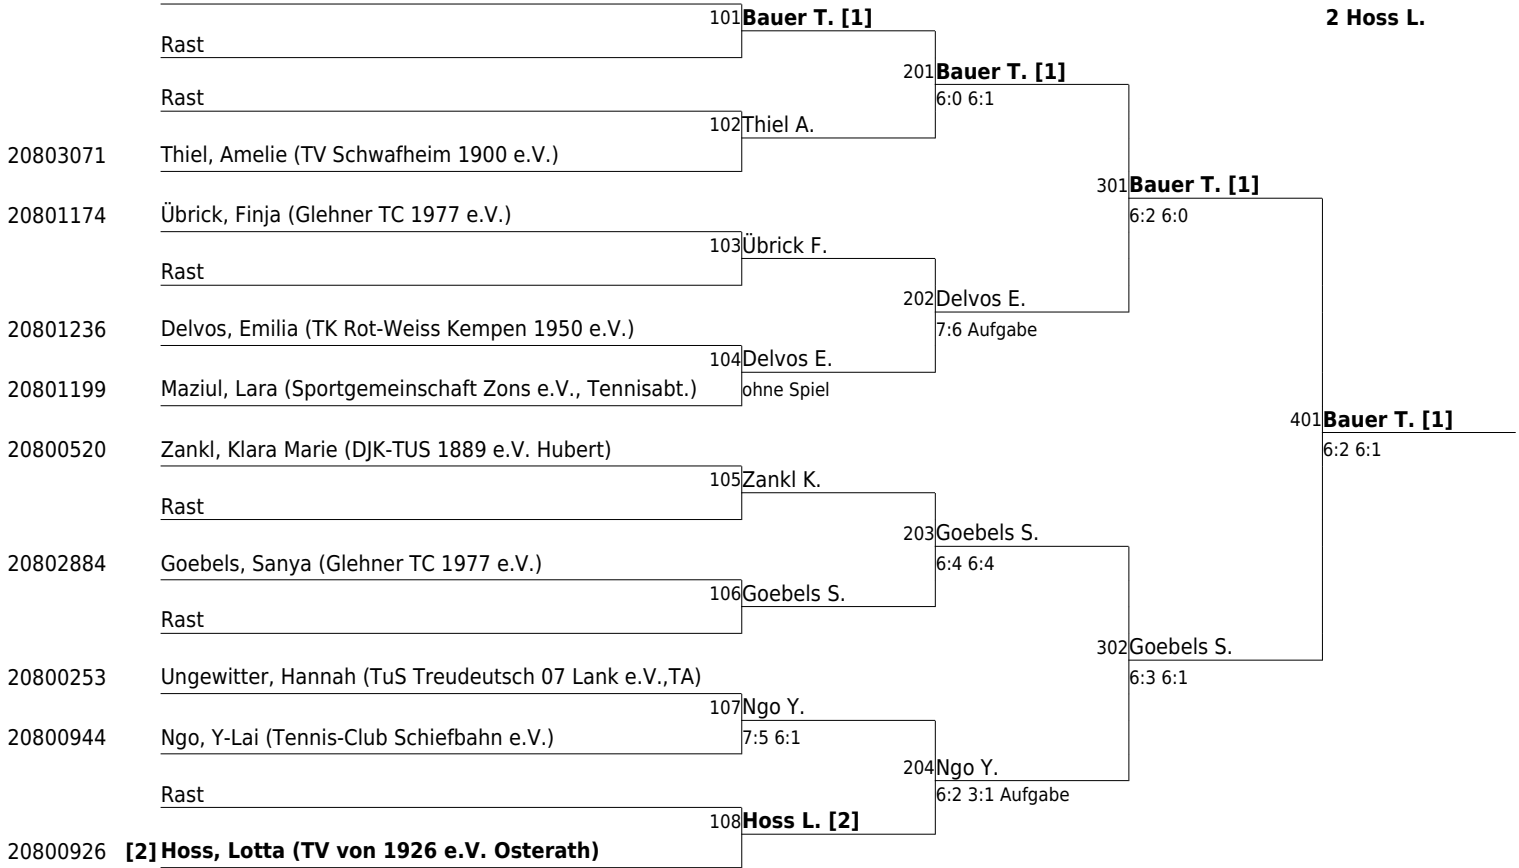 101 Bauer T. [1]
2 Hoss L.
Rast
201 Bauer T. [1]
Rast
6:0 6:1
102 Thiel A.
20803071 Thiel, Amelie (TV Schwafheim 1900 e.V.)
301 Bauer T. [1]
20801174 Übrick, Finja (Glehner TC 1977 e.V.)
6:2 6:0
103 Übrick F.
Rast
202 Delvos E.
20801236 Delvos, Emilia (TK Rot-Weiss Kempen 1950 e.V.)
7:6 Aufgabe
104 Delvos E.
20801199 Maziul, Lara (Sportgemeinschaft Zons e.V., Tennisabt.)
ohne Spiel
401 Bauer T. [1]
20800520 Zankl, Klara Marie (DJK-TUS 1889 e.V. Hubert)
6:2 6:1
105 Zankl K.
Rast
203 Goebels S.
20802884 Goebels, Sanya (Glehner TC 1977 e.V.)
6:4 6:4
106 Goebels S.
Rast
302 Goebels S.
20800253 Ungewitter, Hannah (TuS Treudeutsch 07 Lank e.V.,TA)
6:3 6:1
107 Ngo Y.
20800944 Ngo, Y-Lai (Tennis-Club Schiefbahn e.V.)
7:5 6:1
204 Ngo Y.
Rast
6:2 3:1 Aufgabe
108 Hoss L. [2]
20800926 [2] Hoss, Lotta (TV von 1926 e.V. Osterath)